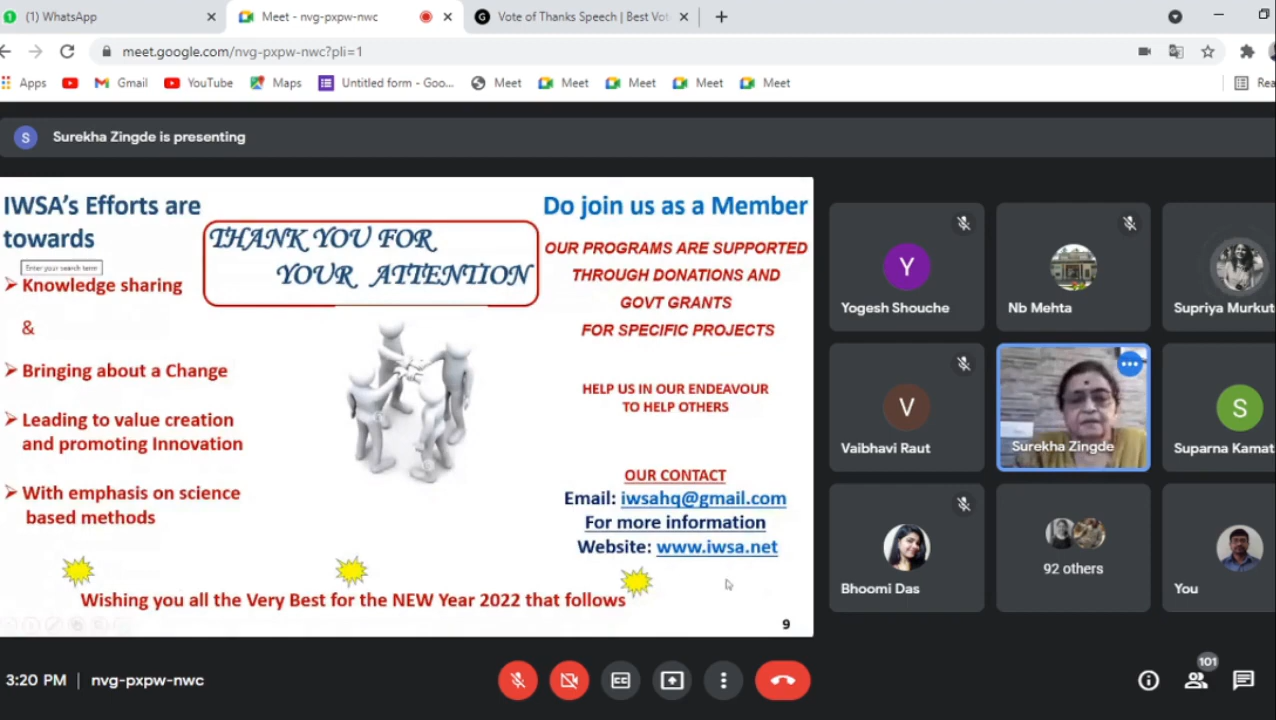 (1) WhatsApp
Meet - nvg-pxpw-nwc
Vote of Thanks Speech | Best Vot
meet.google.com/nvg-pxpw-nwc?pli=1
Apps
Gmail
YouTube
Maps
Untitled form - Goo...
Meet
Meet
Meet
Meet
Meet
Rea
S
Surekha Zingde is presenting
IWSA's Efforts are
towards
Enter your search term
Knowledge sharing
&
Bringing about a Change
Leading to value creation
and promoting Innovation
With emphasis on science
based methods
THANK YOU FOR
YOUR ATTENTION
Do join us as a Member
OUR PROGRAMS ARE SUPPORTED
THROUGH DONATIONS AND
GOVT GRANTS
FOR SPECIFIC PROJECTS
HELP US IN OUR ENDEAVOUR
TO HELP OTHERS
OUR CONTACT
Email: iwsahq@gmail.com
For more information
Website: www.iwsa.net
Wishing you all the Very Best for the NEW Year 2022 that follows
9
Y
Yogesh Shouche
Nb Mehta
Supriya Murkut
V
Vaibhavi Raut
Surekha Zingde
S
Suparna Kamat
Bhoomi Das
92 others
You
3:20 PM | nvg-pxpw-nwc
CC
101